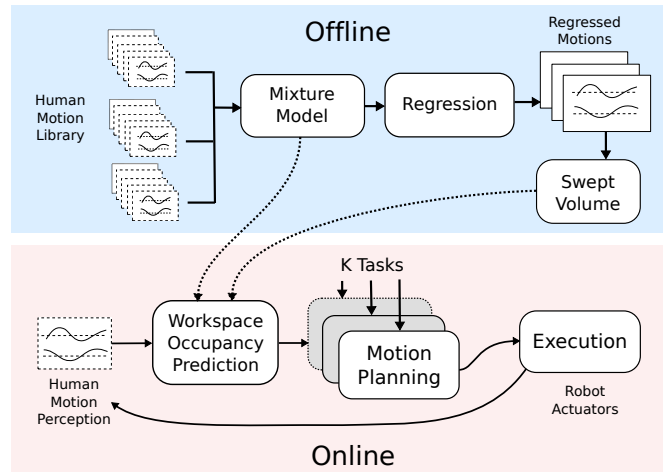 Offline
Human
Motion
Library
Mixture
Model
Regression
Regressed
Motions
Swept
Volume
K Tasks
Workspace
Occupancy
Prediction
Motion
Planning
Execution
Human
Motion
Perception
Robot
Actuators
Online